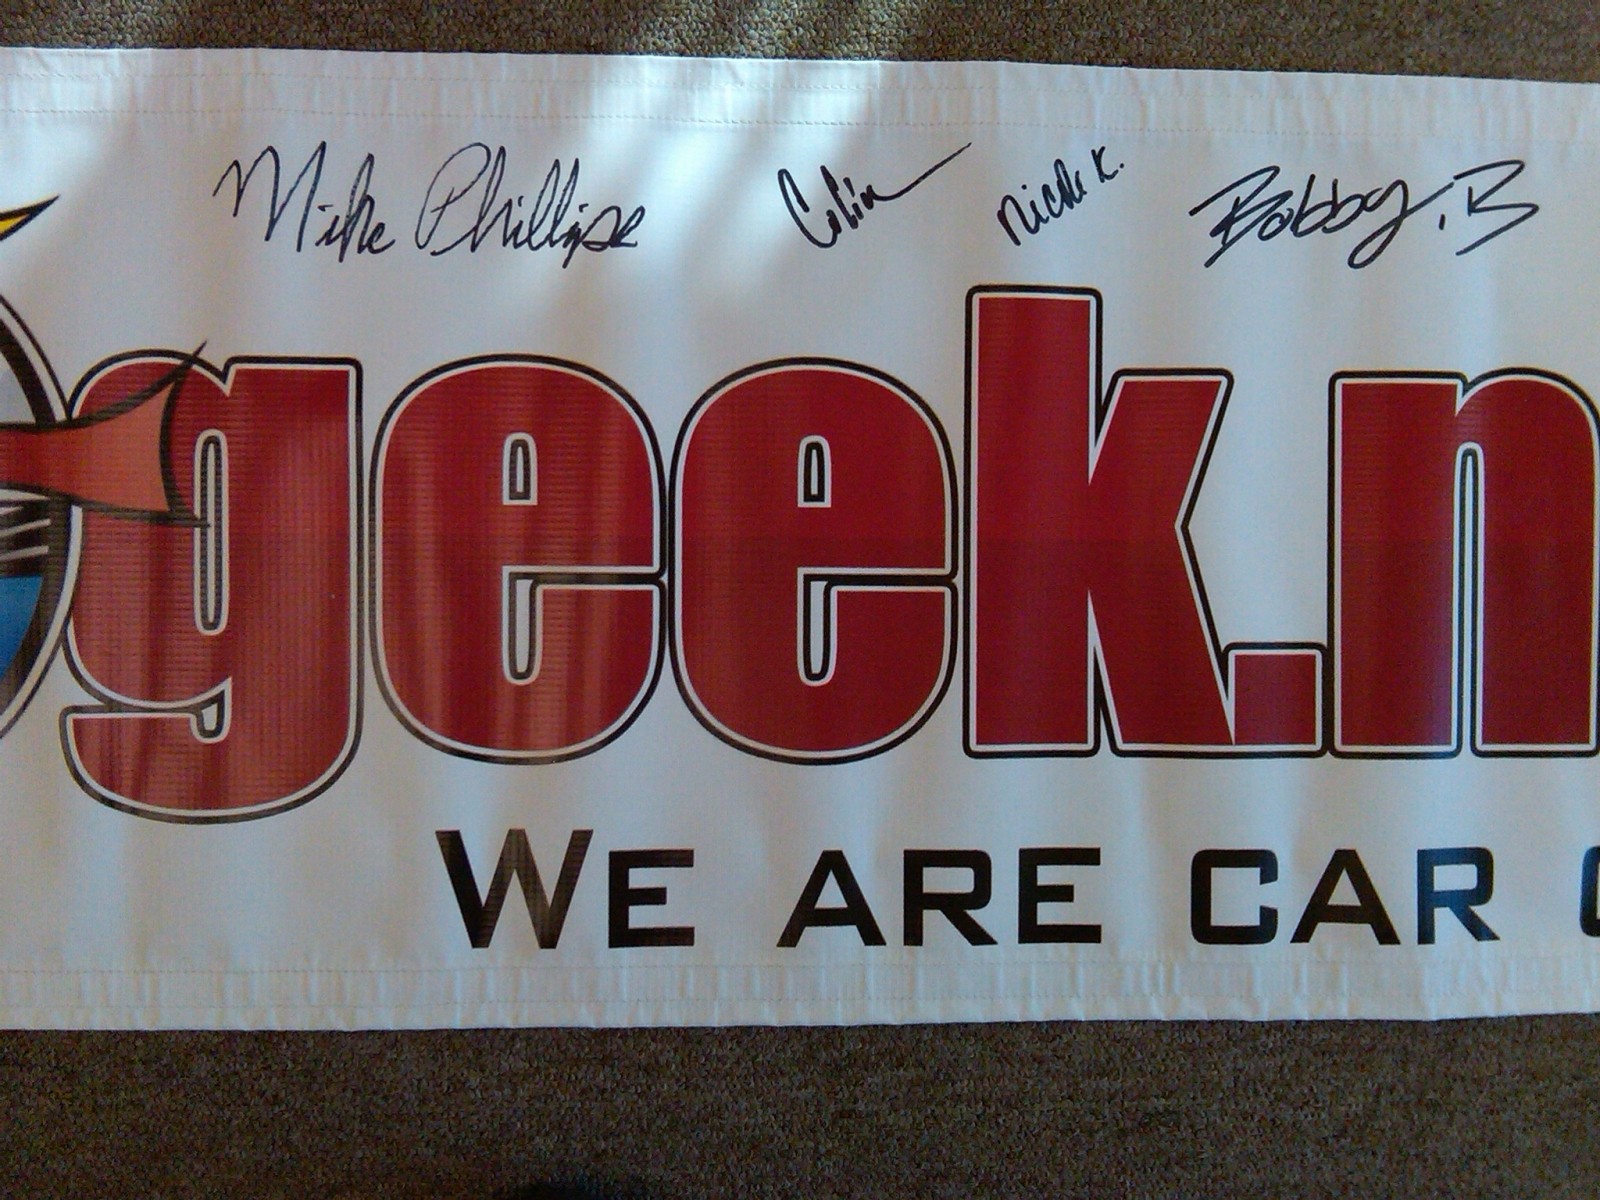 Mike Phillips Colin Nick K. Bobby.B
geek.n
WE ARE CAR C